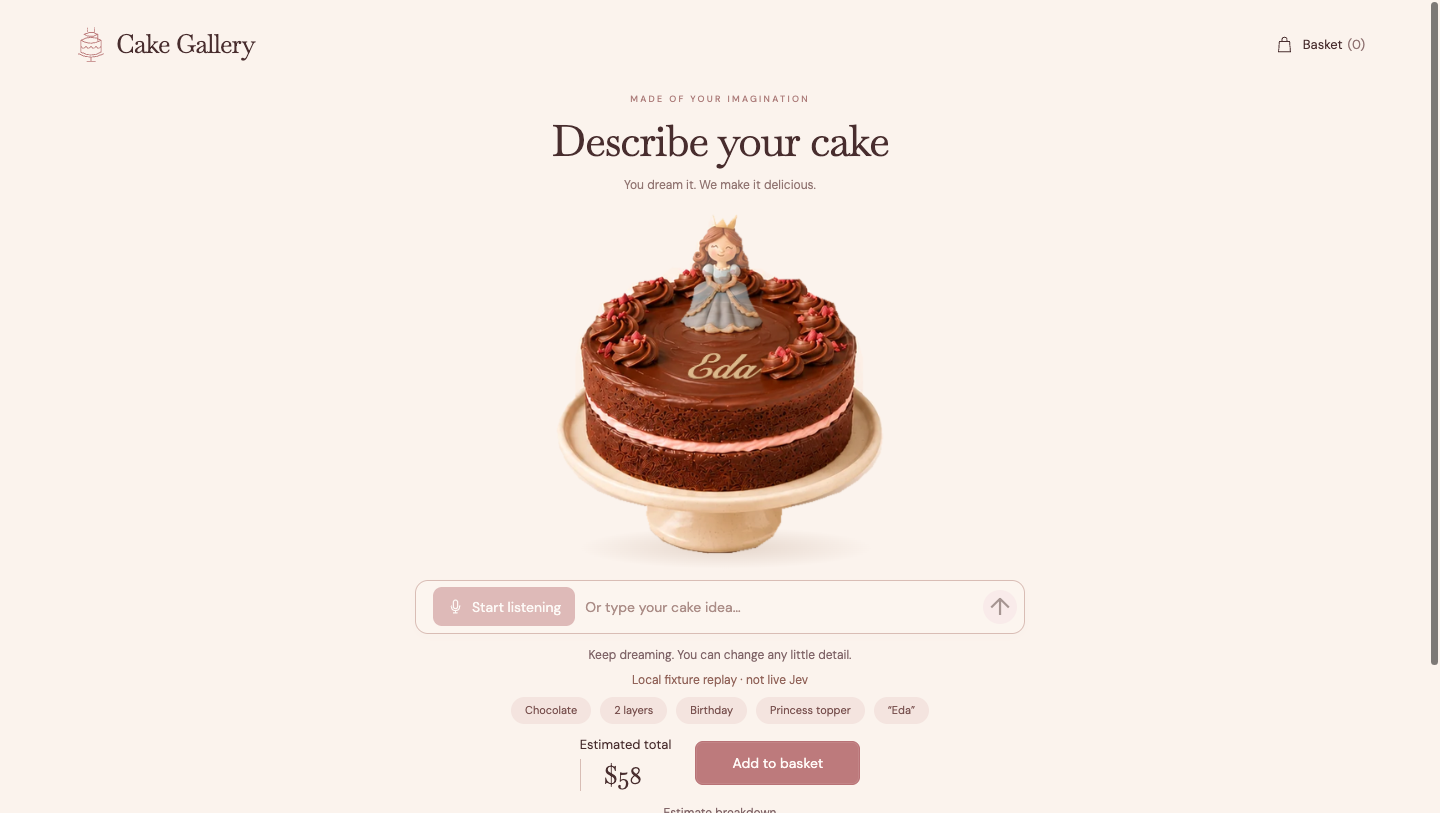 Cake Gallery
Basket (0)
MADE OF YOUR IMAGINATION
Describe your cake
You dream it. We make it delicious.
Eda
Start listening
Or type your cake idea...
Keep dreaming. You can change any little detail.
Local fixture replay · not live Jev
Chocolate
2 layers
Birthday
Princess topper
“Eda”
Estimated total
$58
Add to basket
Estimate breakdown